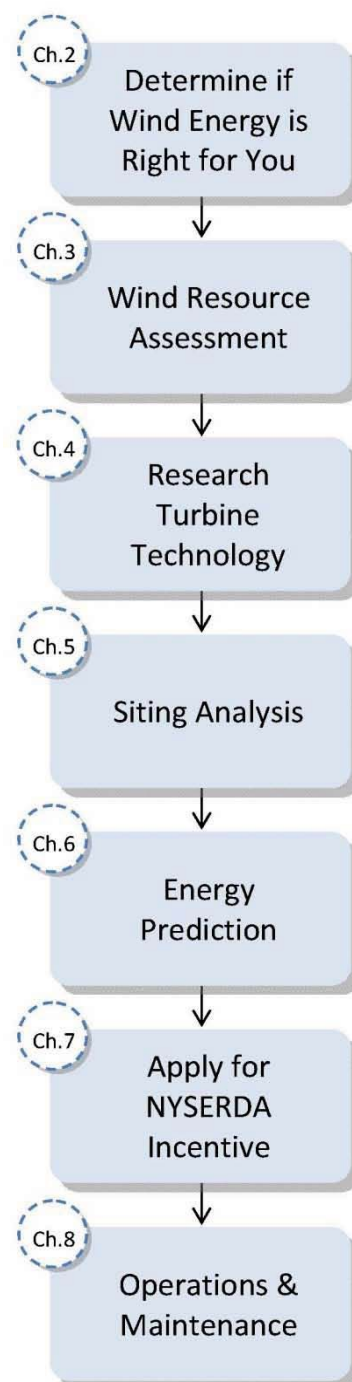 Ch.2
Determine if
Wind Energy is
Right for You
Ch.3
Wind Resource
Assessment
Ch.4
Research
Turbine
Technology
Ch.5
Siting Analysis
Ch.6
Energy
Prediction
Ch.7
Apply for
NYSERDA
Incentive
Ch.8
Operations &
Maintenance